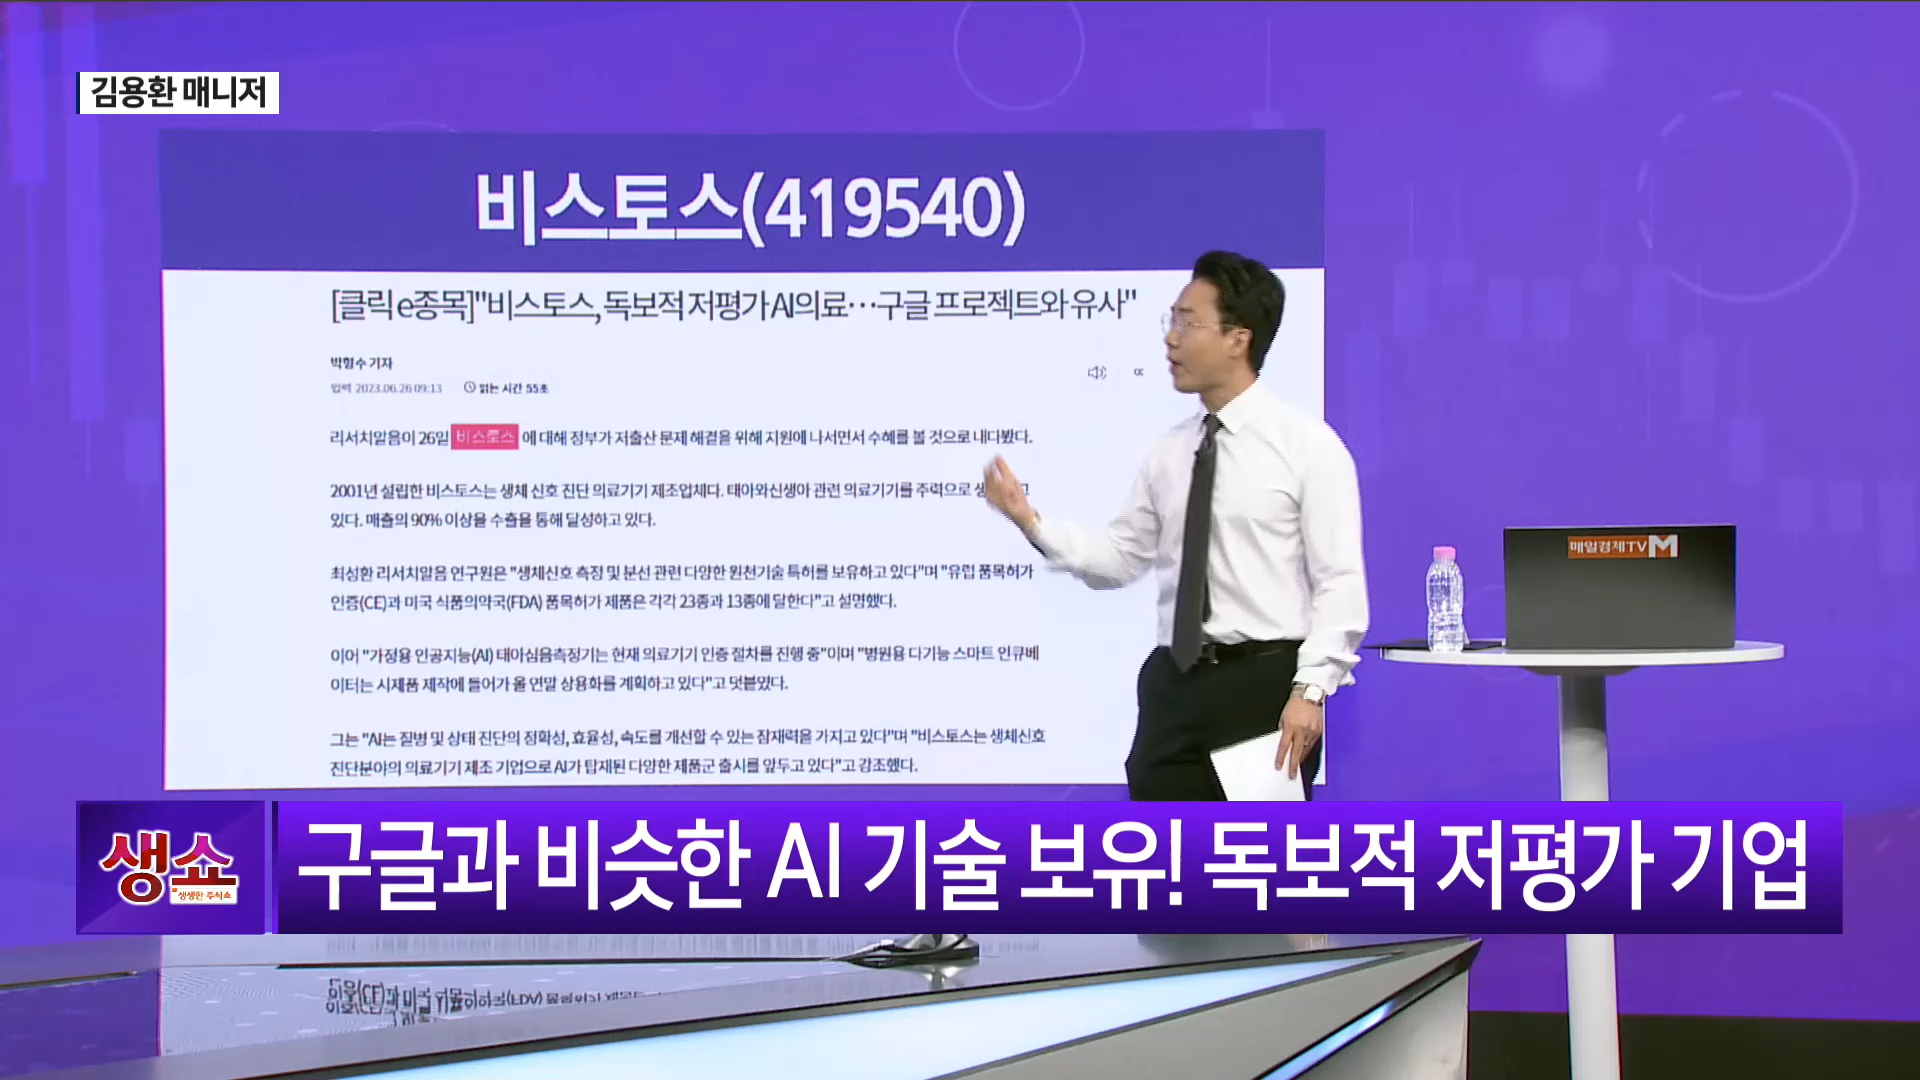 김용환 매니저
비스토스(419540)
[클릭 e종목]"비스토스, 독보적 저평가 AI의료…구글 프로젝트와 유사"
박형수 기자
입력 2023.06.26 09:13 읽는 시간 55초
리서치알음이 26일 비스토스 에 대해 정부가 저출산 문제 해결을 위해 지원에 나서면서 수혜를 볼 것으로 내다봤다.
2001년 설립한 비스토스는 생체 신호 진단 의료기기 제조업체다. 태아와신생아 관련 의료기기를 주력으로
있다. 매출의 90% 이상을 수출을 통해 달성하고 있다.
최성환 리서치알음 연구원은 "생체신호 측정 및 분선 관련 다양한 원천기술 특허를 보유하고 있다"며 "유럽 품목허가
인증(CE)과 미국 식품의약국(FDA) 품목허가 제품은 각각 23종과 13종에 달한다"고 설명했다.
이어 "가정용 인공지능(AI) 태아심음측정기는 현재 의료기기 인증 절차를 진행 중"이며 "병원용 다기능 스마트 인큐베
이터는 시제품 제작에 들어가 올 연말 상용화를 계획하고 있다"고 덧붙였다.
그는 "AI는 질병 및 상태 진단의 정확성, 효율성, 속도를 개선할 수 있는 잠재력을 가지고 있다"며 "비스토스는 생체신호
진단분야의 의료기기 제조 기업으로 AI가 탑재된 다양한 제품군 출시를 앞두고 있다"고 강조했다.
매일경제TV M
생쇼
생생한 주식쇼
구글과 비슷한 AI 기술 보유! 독보적 저평가 기업